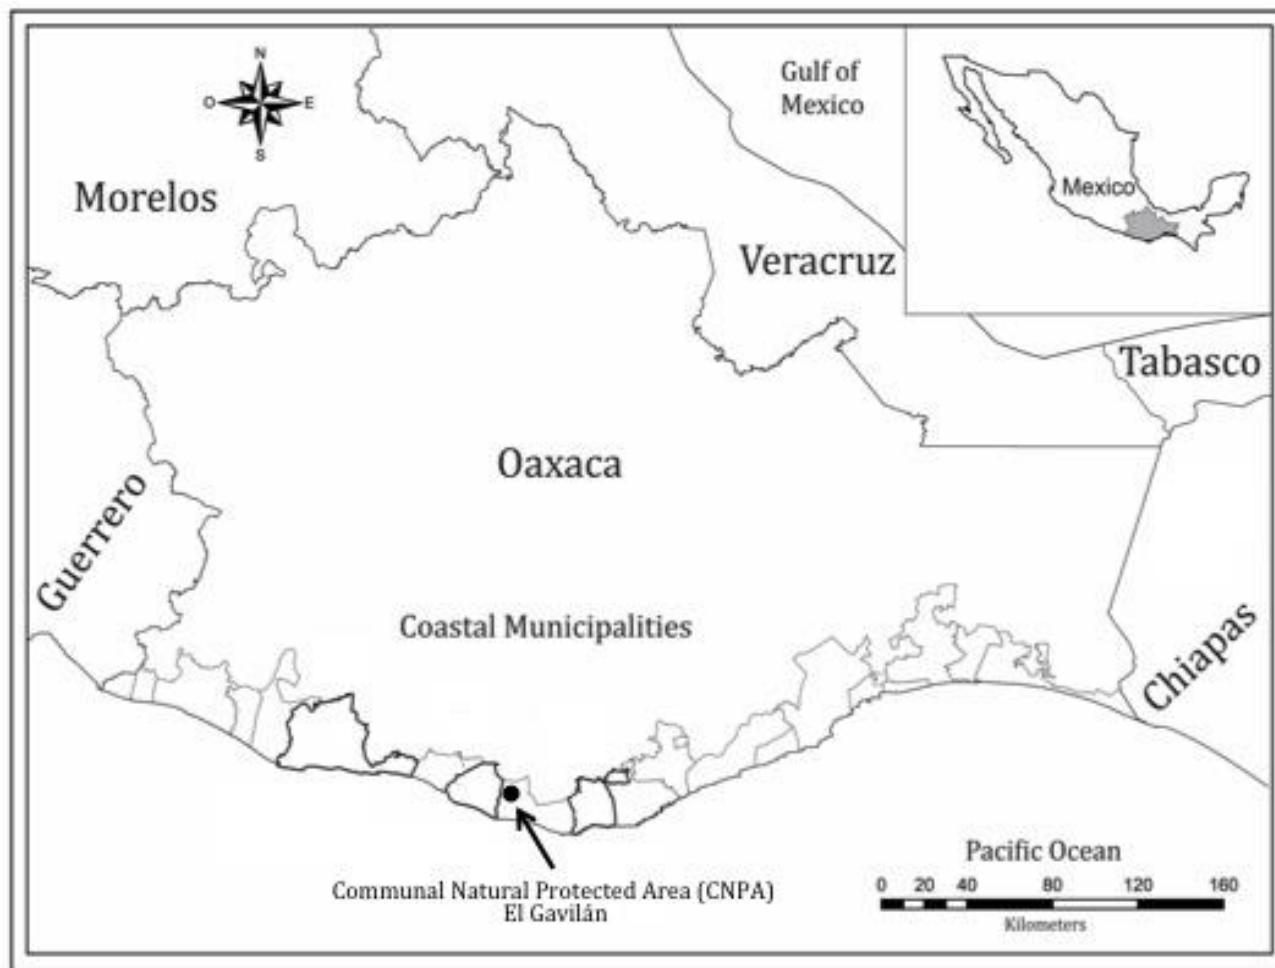 N
O E
S
Gulf of
Mexico
Mexico
Morelos
Veracruz
Tabasco
Oaxaca
Guerrero
Coastal Municipalities
Chiapas
Pacific Ocean
0 20 40 80 120 160
Kilometers
Communal Natural Protected Area (CNPA)
El Gavilán